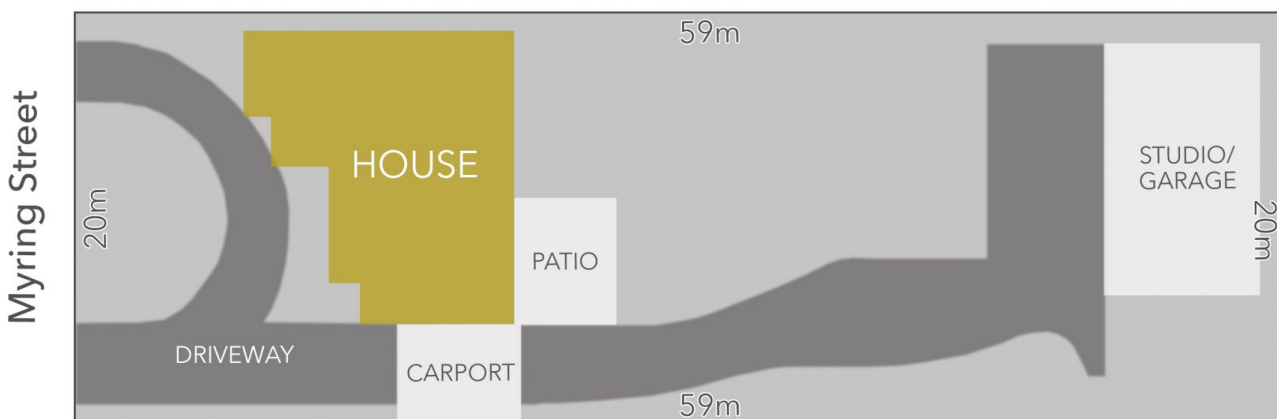 59m
Myring Street
20m
HOUSE
STUDIO/
GARAGE
20m
PATIO
DRIVEWAY
CARPORT
59m